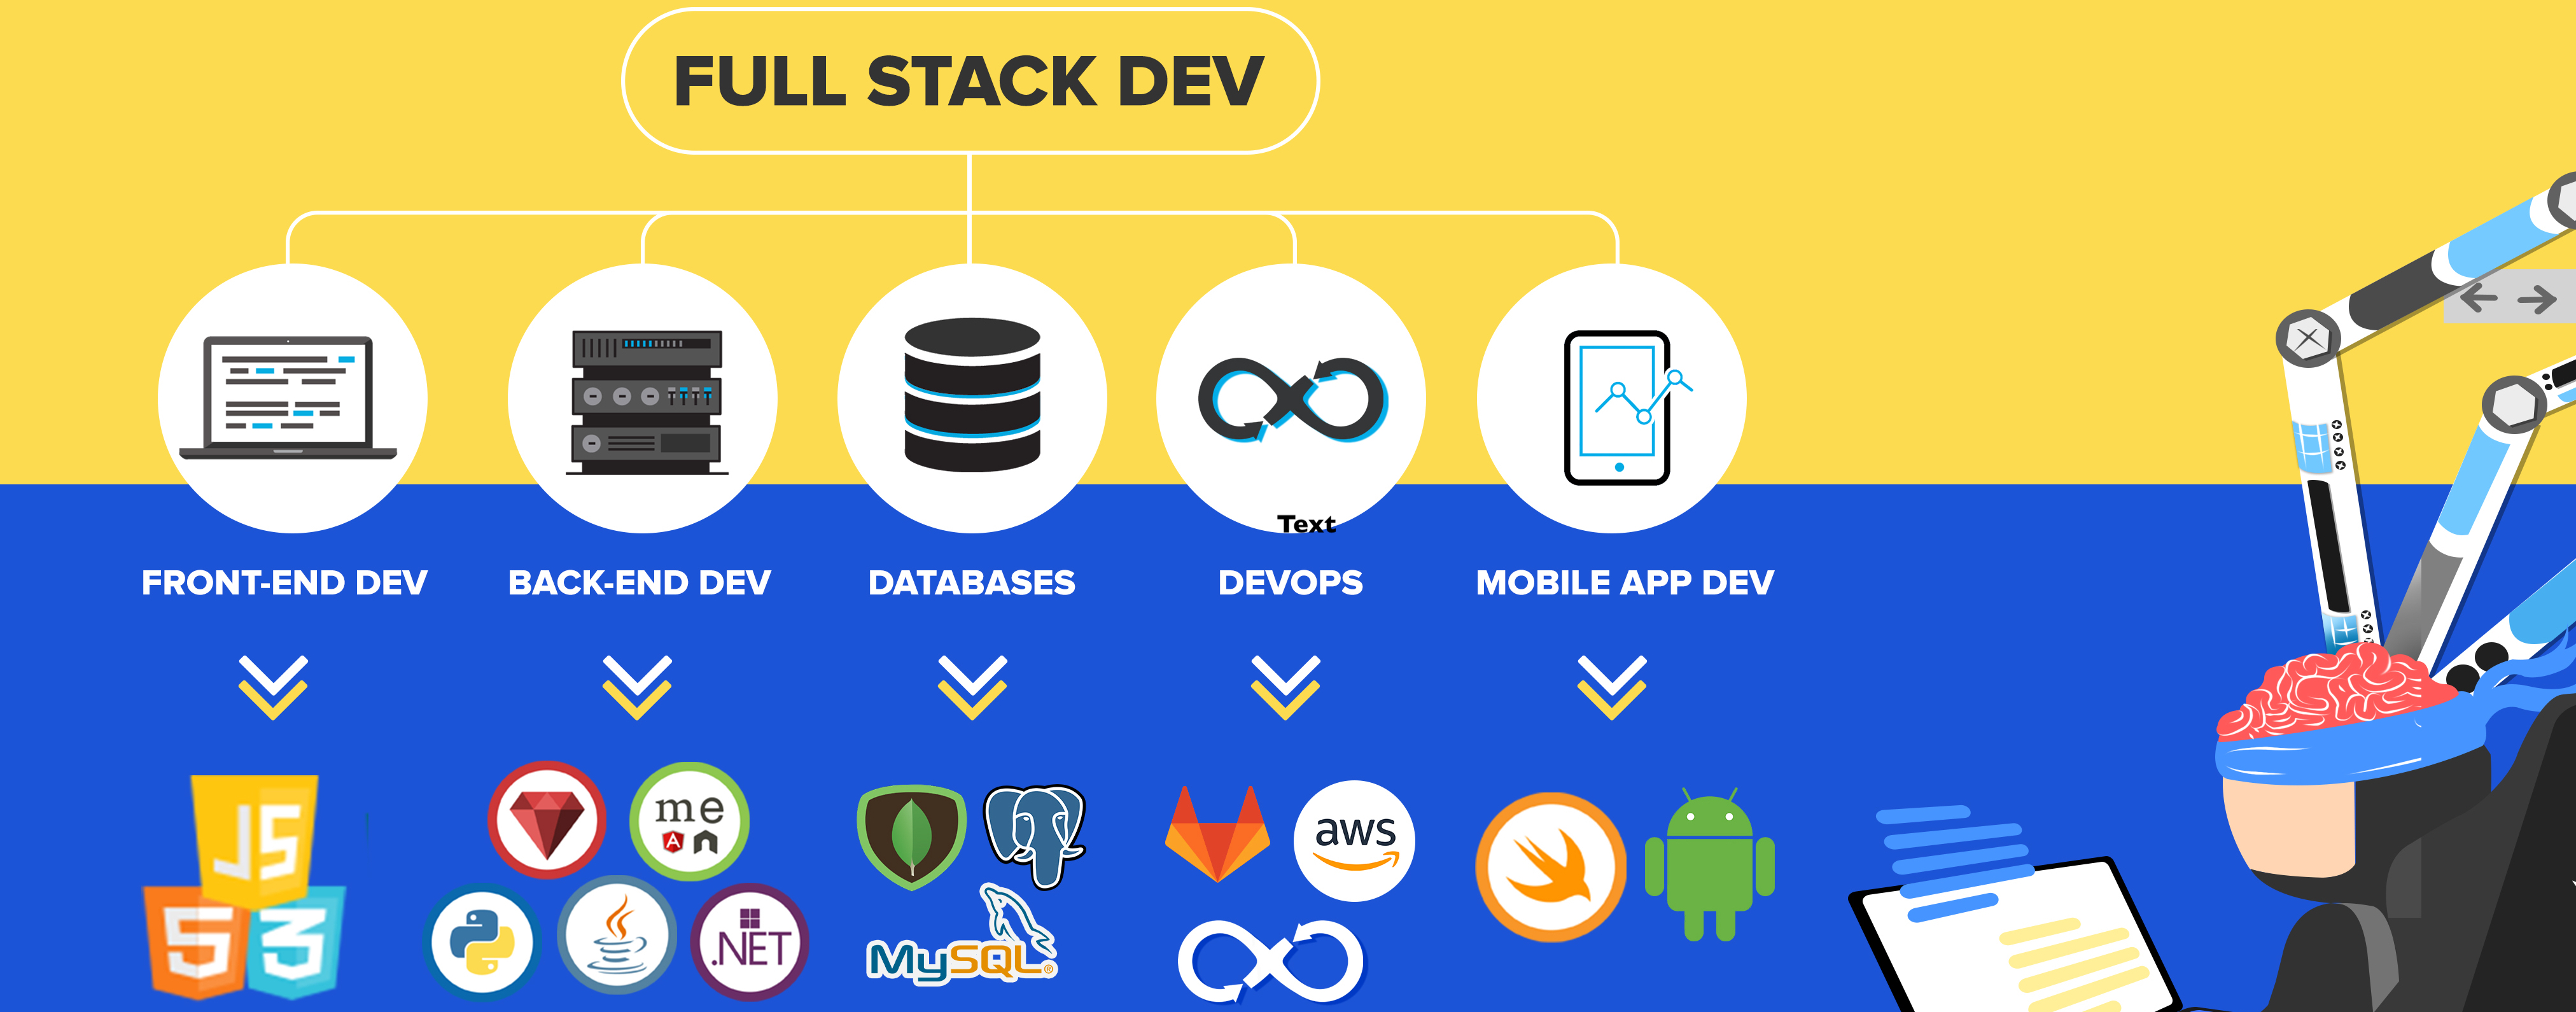 FULL STACK DEV
Text
FRONT-END DEV
BACK-END DEV
DATABASES
DEVOPS
MOBILE APP DEV
JS
5
3
me
A
.NET
MySQL®
aws